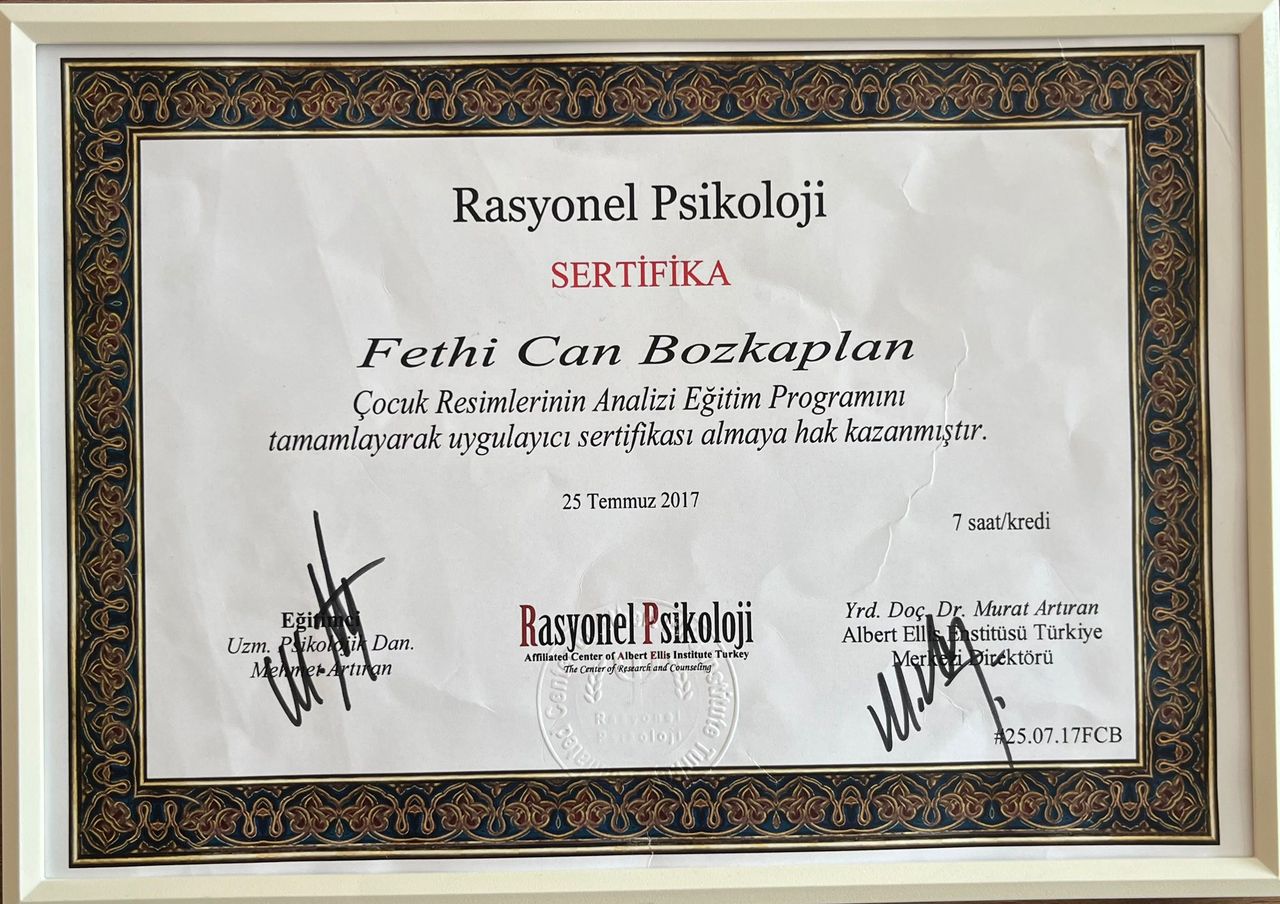 Rasyonel Psikoloji
SERTİFİKA
Fethi Can Bozkaplan
Çocuk Resimlerinin Analizi Eğitim Programını
tamamlayarak uygulayıcı sertifikası almaya hak kazanmıştır.
25 Temmuz 2017
7 saat/kredi
Eğitimci
Uzm. Psikolojik Dan.
Mehmet Artıran
Rasyonel Psikoloji
Affiliated Center of Albert Ellis Institute Turkey
The Center of Research and Counseling
Rasyonel
Psikoloji
Yrd. Doç. Dr. Murat Artıran
Albert Ellis Enstitüsü Türkiye
Merkezi Direktörü
#25.07.17FCB